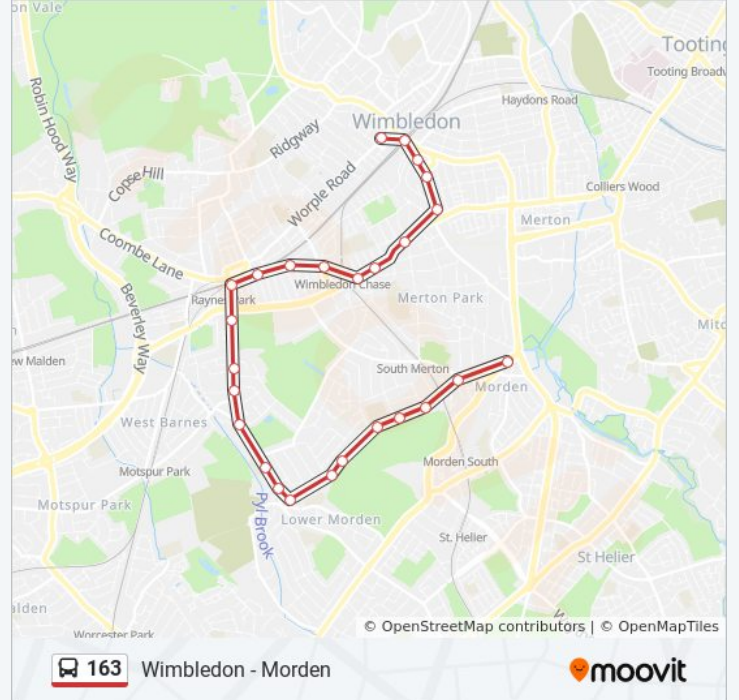 on Vale
Tooting
Tooting Broadw
Robin Hood Way
Haydons Road
Wimbledon
Ridgway
Copse Hill
Worple Road
Colliers Wood
Merton
Coombe Lane
Wimbledon Chase
Raynes Park
Merton Park
Beverley Way
Mitc
ew Malden
South Merton
Morden
West Barnes
Motspur Park
Morden South
Motspur Park
Pyl Brook
Lower Morden
St. Helier
St Helier
alden
Worcester Park
© OpenStreetMap contributors | © OpenMapTiles
163 Wimbledon - Morden
moovit